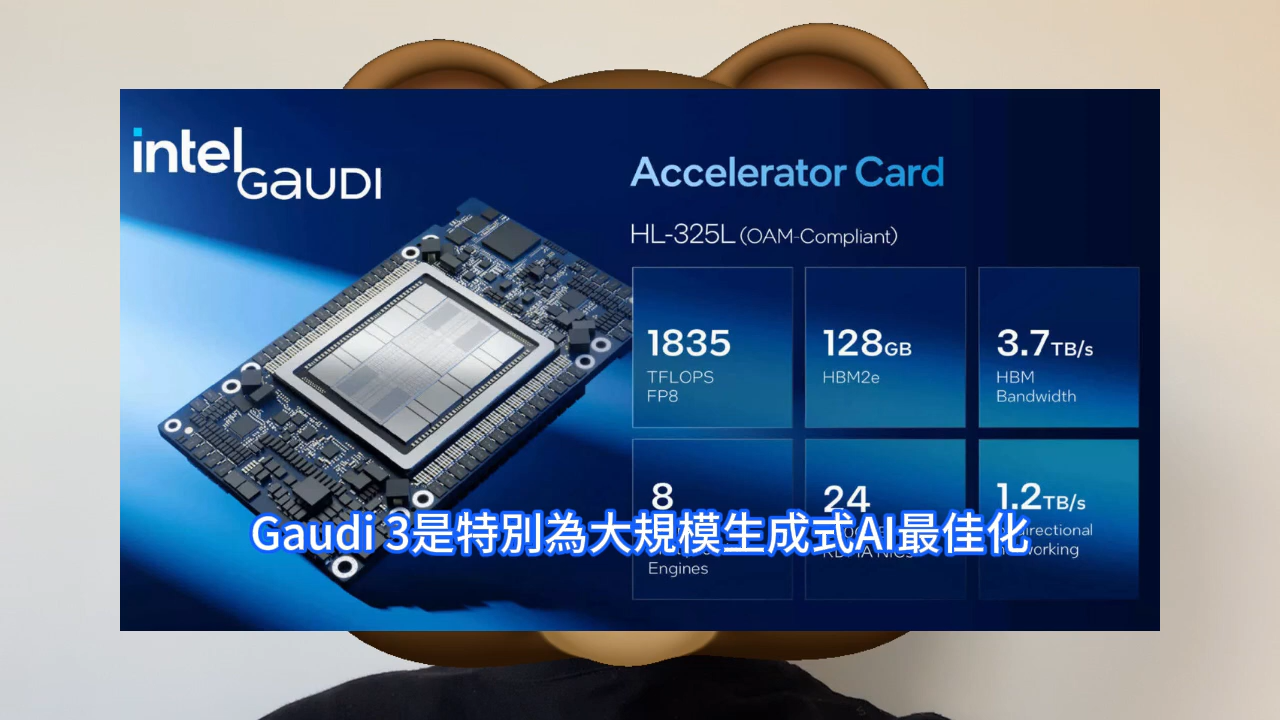 intel
GAUDI
Accelerator Card
HL-325L (OAM-Compliant)
1835
TFLOPS
FP8
128GB
HBM2e
3.7TB/s
HBM
Bandwidth
8
Engines
24
1.2TB/s
Gaudi 3是特別為大規模生成式AI最佳化